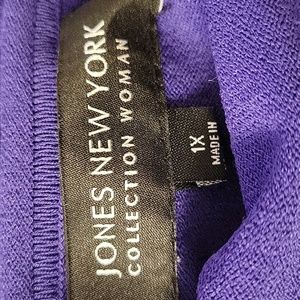 JONES NEW YORK
COLLECTION WOMAN
1X
MADE IN